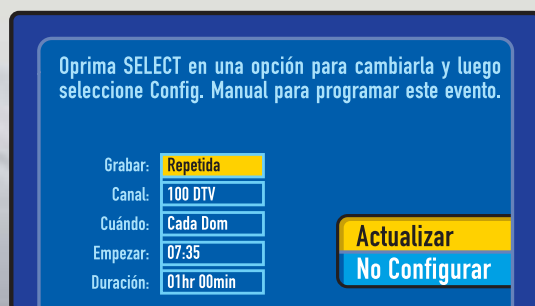 Oprima SELECT en una opción para cambiarla y luego
seleccione Config. Manual para programar este evento.
Grabar: Repetida
Canal: 100 DTV
Cuándo: Cada Dom
Empezar: 07:35
Duración: 01hr 00min
Actualizar
No Configurar